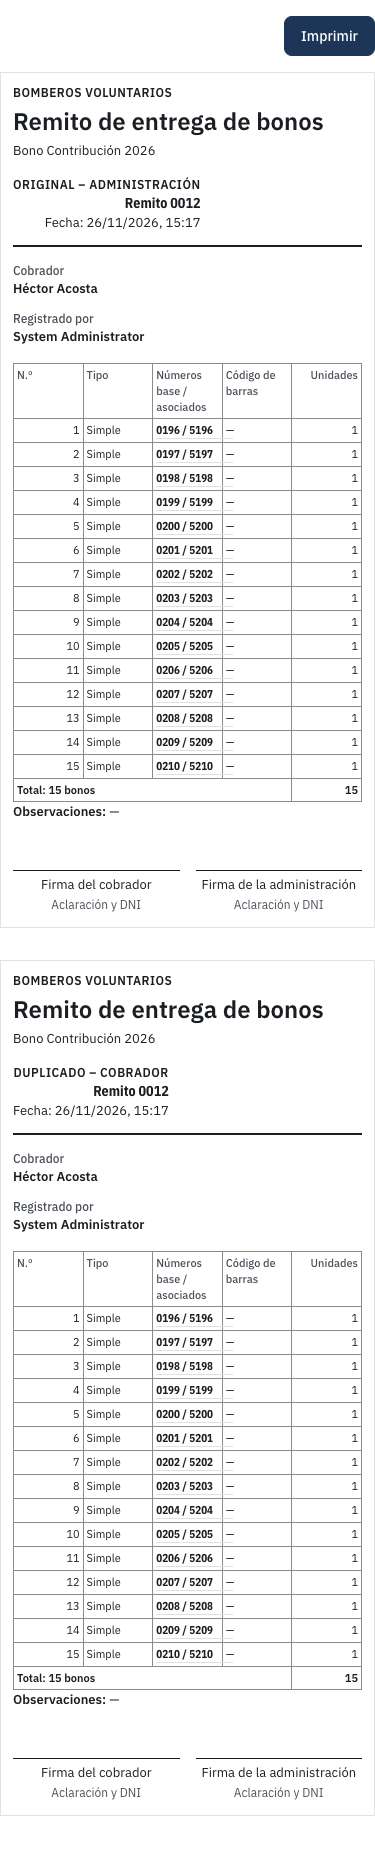 Imprimir
BOMBEROS VOLUNTARIOS
Remito de entrega de bonos
Bono Contribución 2026
ORIGINAL – ADMINISTRACIÓN
Remito 0012
Fecha: 26/11/2026, 15:17
Cobrador
Héctor Acosta
Registrado por
System Administrator
N.º Tipo Números base / asociados Código de barras Unidades
1 Simple 0196 / 5196 — 1
2 Simple 0197 / 5197 — 1
3 Simple 0198 / 5198 — 1
4 Simple 0199 / 5199 — 1
5 Simple 0200 / 5200 — 1
6 Simple 0201 / 5201 — 1
7 Simple 0202 / 5202 — 1
8 Simple 0203 / 5203 — 1
9 Simple 0204 / 5204 — 1
10 Simple 0205 / 5205 — 1
11 Simple 0206 / 5206 — 1
12 Simple 0207 / 5207 — 1
13 Simple 0208 / 5208 — 1
14 Simple 0209 / 5209 — 1
15 Simple 0210 / 5210 — 1
Total: 15 bonos 15
Observaciones: —
Firma del cobrador Firma de la administración
Aclaración y DNI Aclaración y DNI
BOMBEROS VOLUNTARIOS
Remito de entrega de bonos
Bono Contribución 2026
DUPLICADO – COBRADOR
Remito 0012
Fecha: 26/11/2026, 15:17
Cobrador
Héctor Acosta
Registrado por
System Administrator
N.º Tipo Números base / asociados Código de barras Unidades
1 Simple 0196 / 5196 — 1
2 Simple 0197 / 5197 — 1
3 Simple 0198 / 5198 — 1
4 Simple 0199 / 5199 — 1
5 Simple 0200 / 5200 — 1
6 Simple 0201 / 5201 — 1
7 Simple 0202 / 5202 — 1
8 Simple 0203 / 5203 — 1
9 Simple 0204 / 5204 — 1
10 Simple 0205 / 5205 — 1
11 Simple 0206 / 5206 — 1
12 Simple 0207 / 5207 — 1
13 Simple 0208 / 5208 — 1
14 Simple 0209 / 5209 — 1
15 Simple 0210 / 5210 — 1
Total: 15 bonos 15
Observaciones: —
Firma del cobrador Firma de la administración
Aclaración y DNI Aclaración y DNI